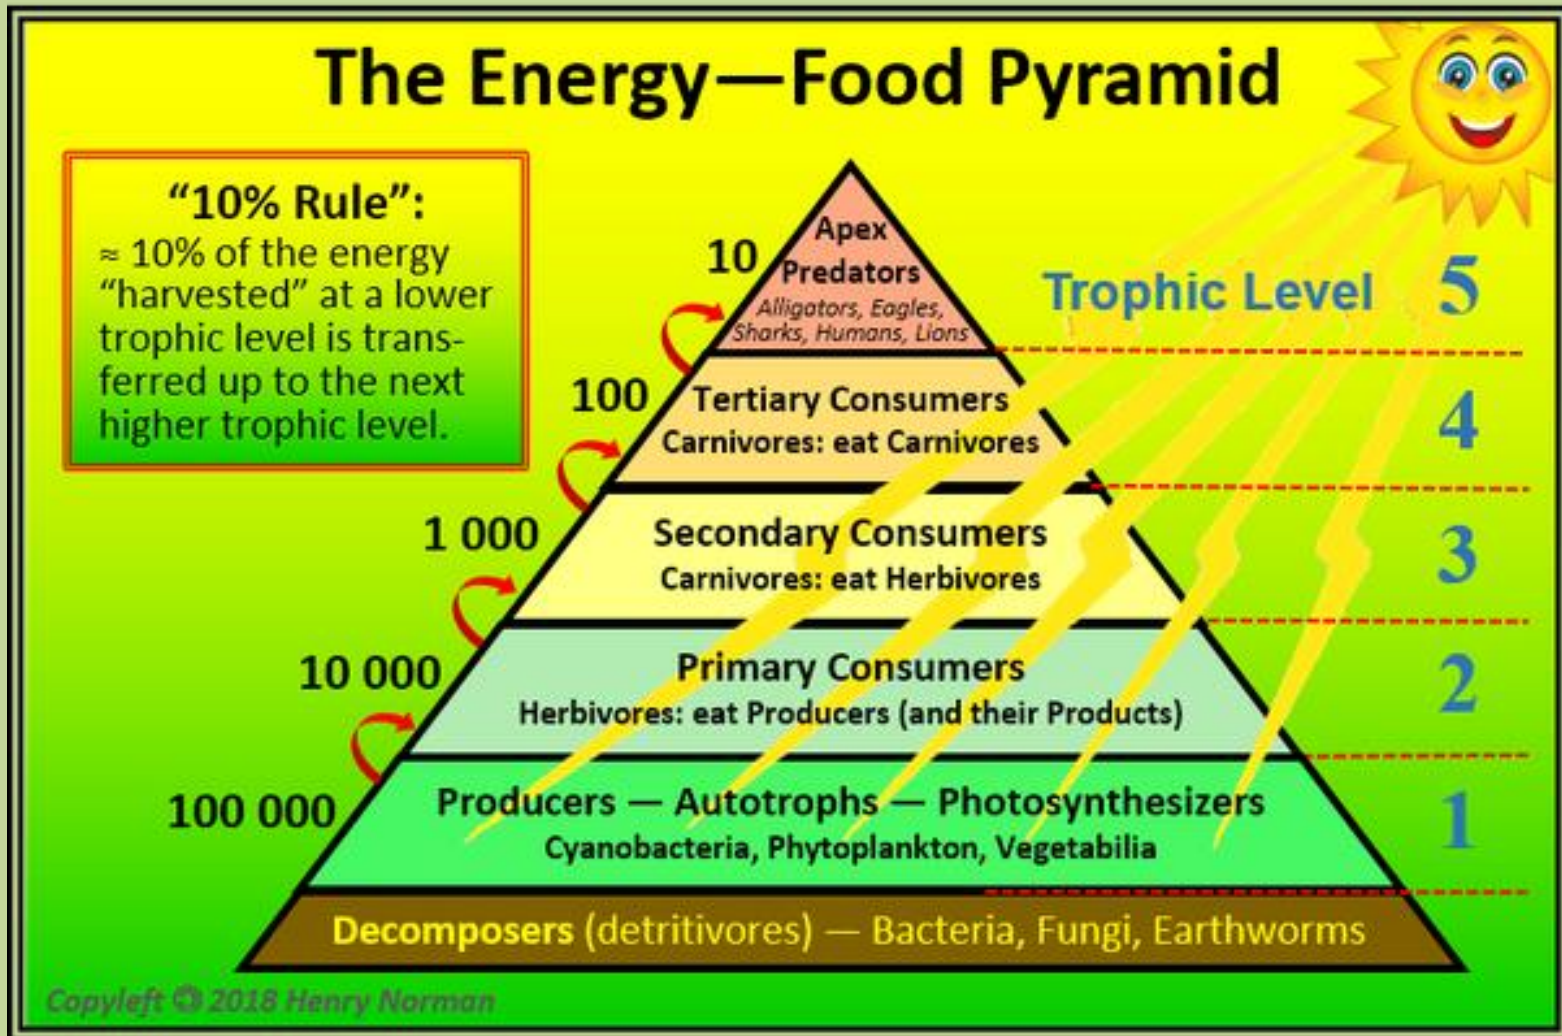 The Energy—Food Pyramid
“10% Rule”:
≈ 10% of the energy
“harvested” at a lower
trophic level is trans-
ferred up to the next
higher trophic level.
10
Apex
Predators
Alligators, Eagles,
Sharks, Humans, Lions
Trophic Level 5
100
Tertiary Consumers
Carnivores: eat Carnivores
4
1 000
Secondary Consumers
Carnivores: eat Herbivores
3
10 000
Primary Consumers
Herbivores: eat Producers (and their Products)
2
100 000
Producers — Autotrophs — Photosynthesizers
Cyanobacteria, Phytoplankton, Vegetabilia
1
Decomposers (detritivores) — Bacteria, Fungi, Earthworms
Copyleft 🄯 2018 Henry Norman